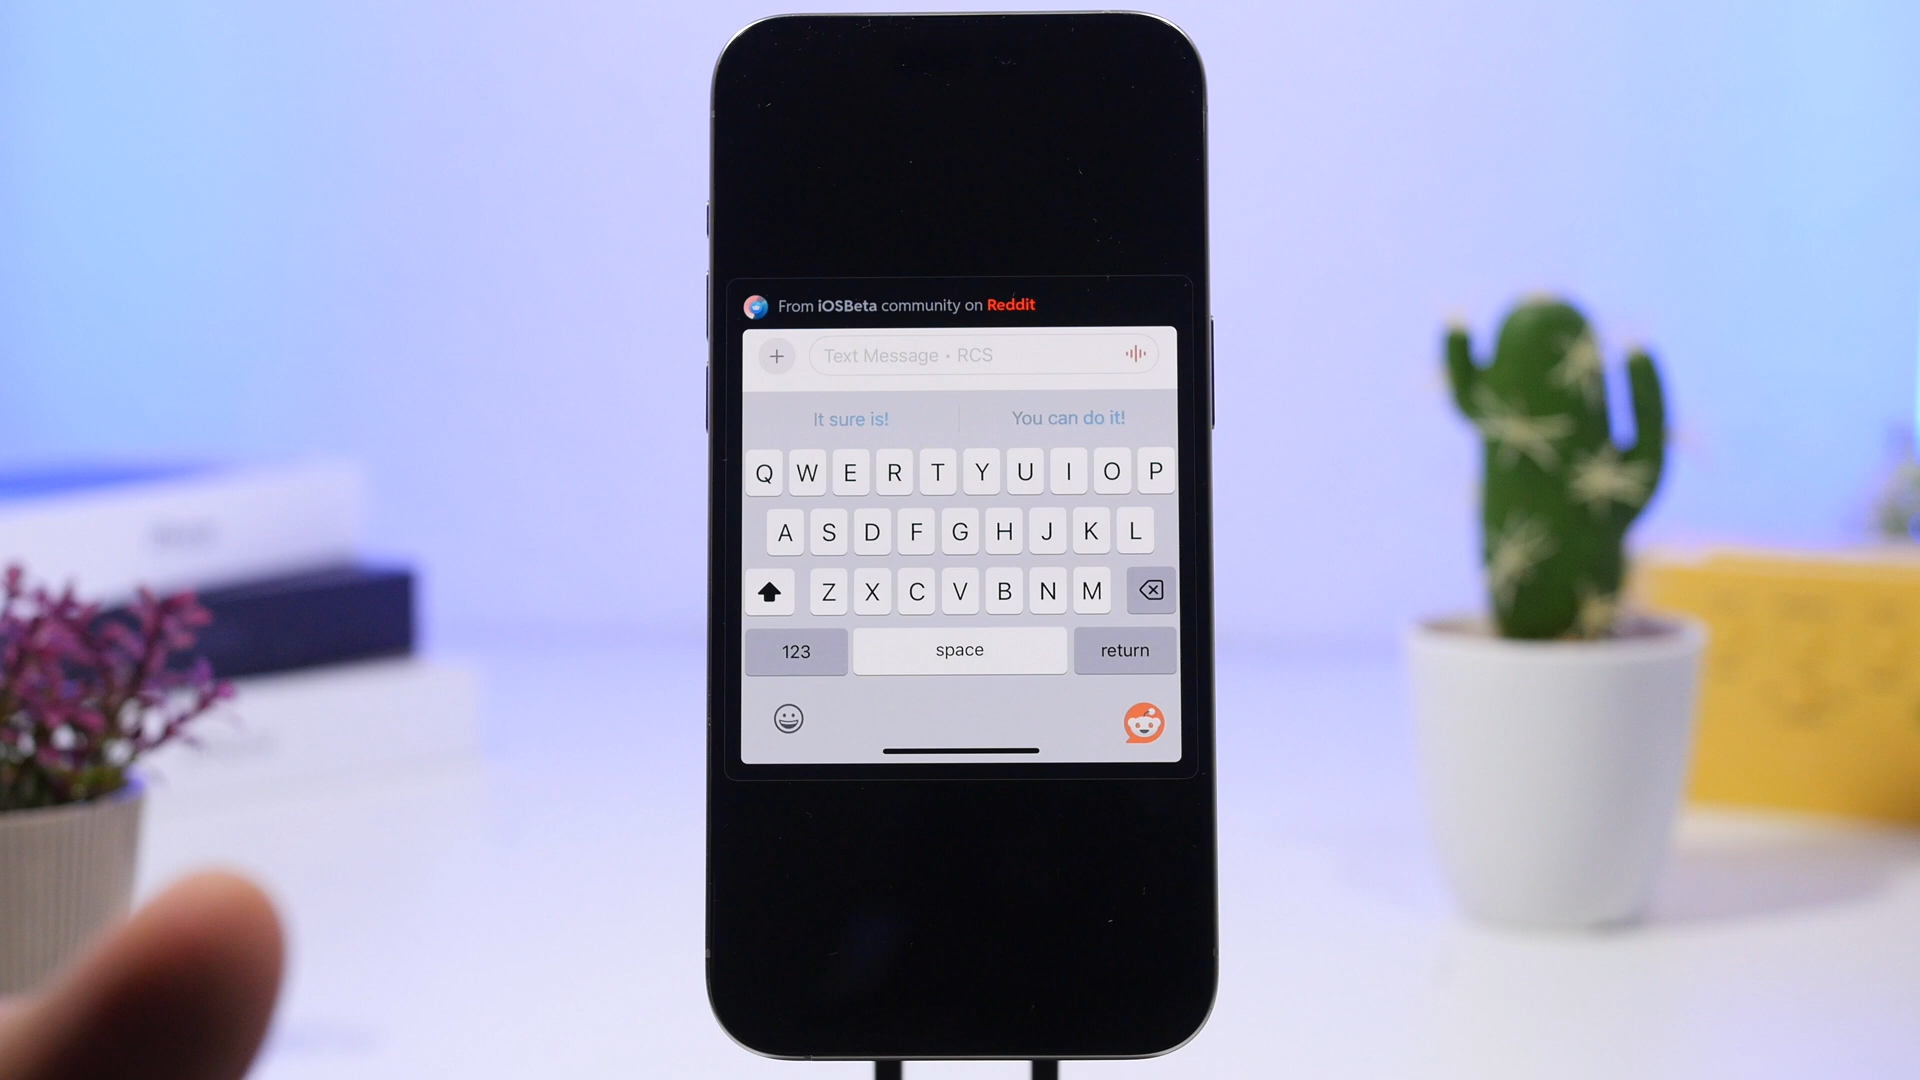 From iOSBeta community on Reddit
Text Message • RCS
It sure is!
You can do it!
Q W E R T Y U I O P
A S D F G H J K L
Z X C V B N M
123
space
return